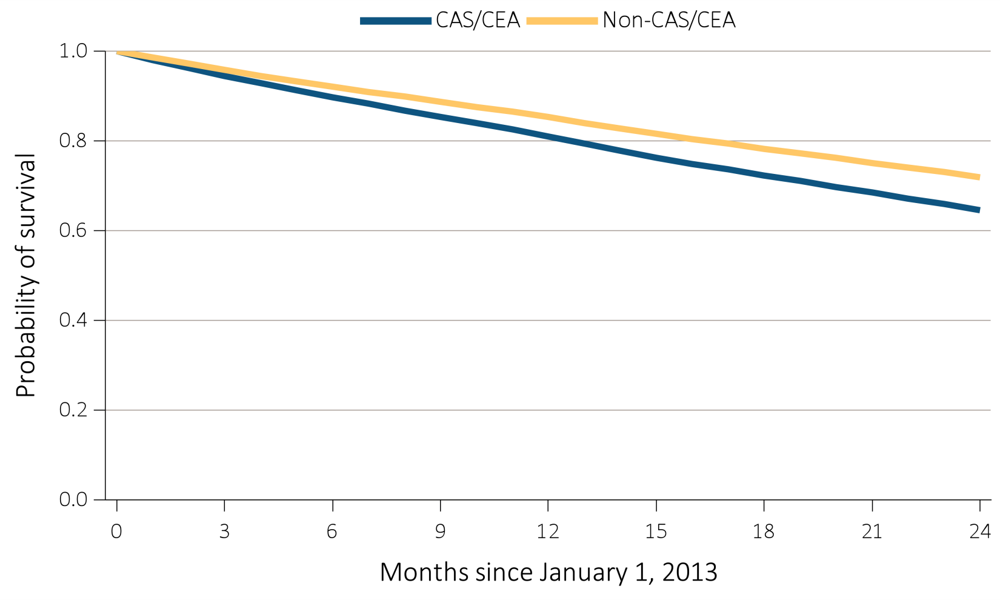 CAS/CEA Non-CAS/CEA
1.0
0.8
0.6
0.4
0.2
0.0
Probability of survival
0 3 6 9 12 15 18 21 24
Months since January 1, 2013